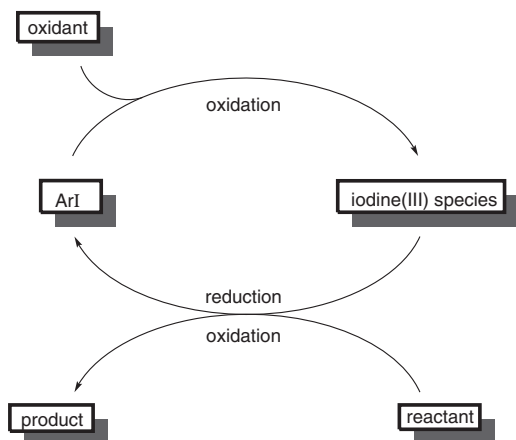 oxidant
oxidation
ArI
iodine(III) species
reduction
oxidation
product
reactant